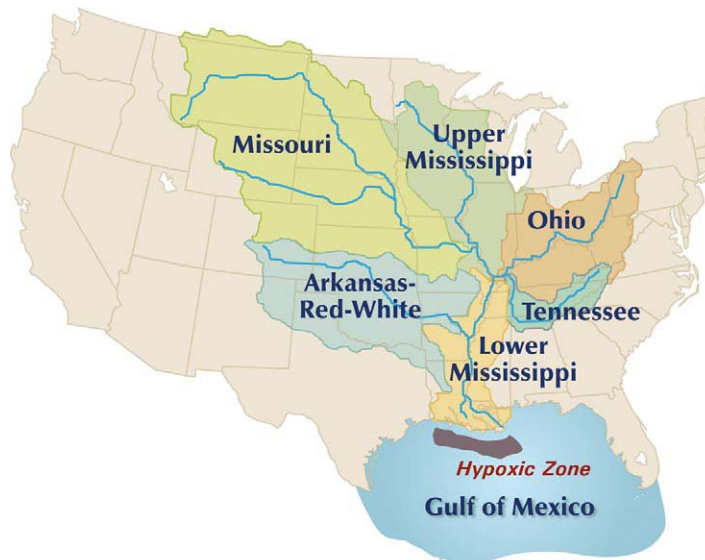 Missouri
Upper
Mississippi
Ohio
Arkansas-
Red-White
Tennessee
Lower
Mississippi
Hypoxic Zone
Gulf of Mexico